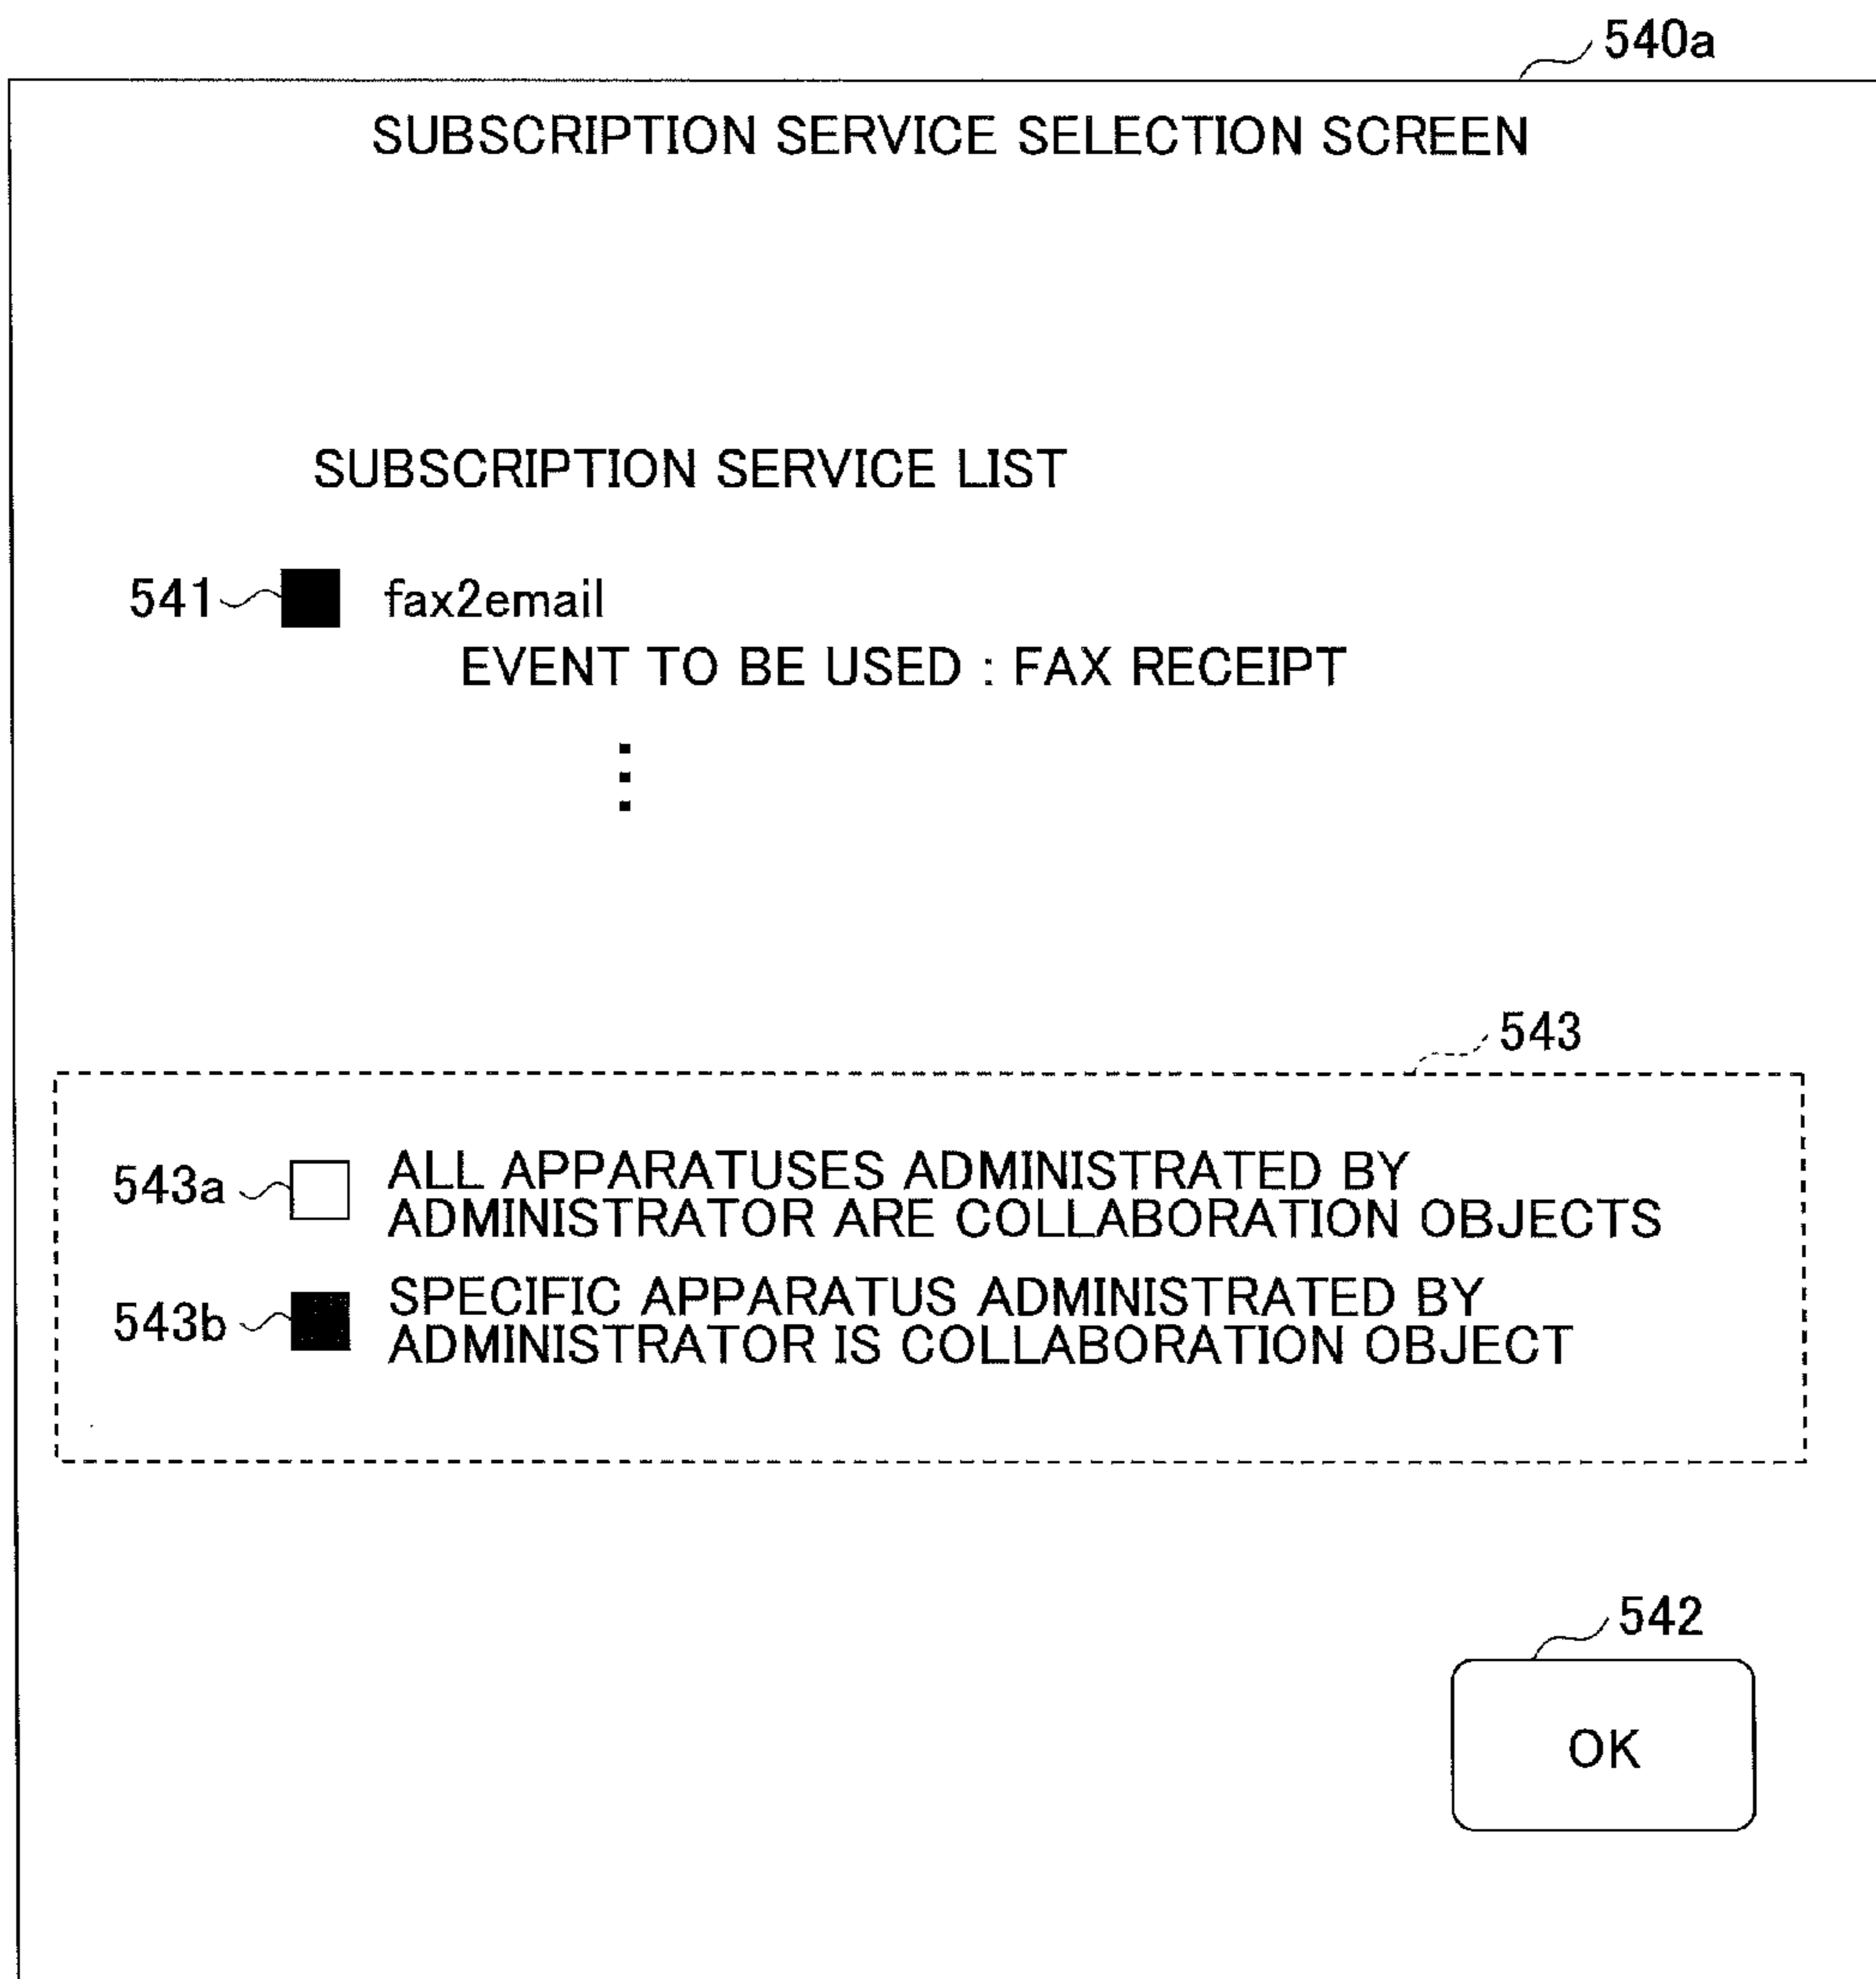 540a
SUBSCRIPTION SERVICE SELECTION SCREEN
SUBSCRIPTION SERVICE LIST
541 fax2email
EVENT TO BE USED : FAX RECEIPT
543
543a ALL APPARATUSES ADMINISTRATED BY
ADMINISTRATOR ARE COLLABORATION OBJECTS
543b SPECIFIC APPARATUS ADMINISTRATED BY
ADMINISTRATOR IS COLLABORATION OBJECT
542
OK